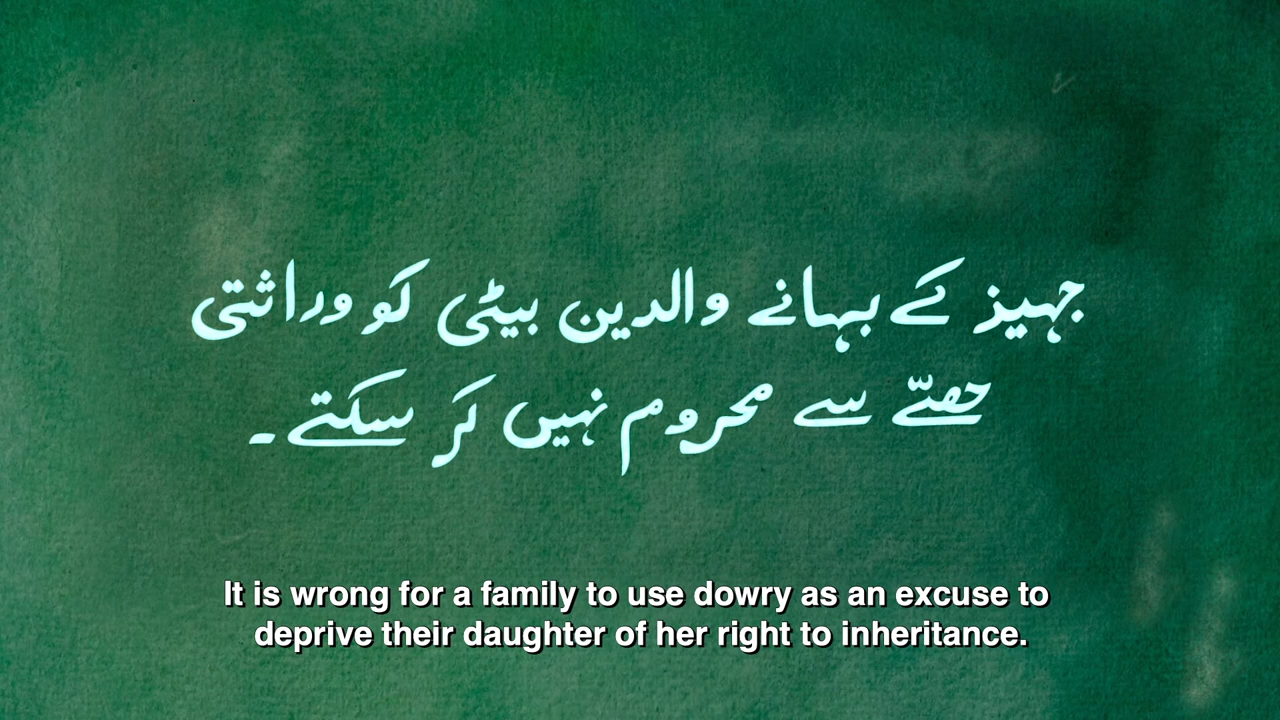 جہیز کے بہانے والدین بیٹی کو وراثتی
حصّے سے محروم نہیں کر سکتے۔
It is wrong for a family to use dowry as an excuse to
deprive their daughter of her right to inheritance.